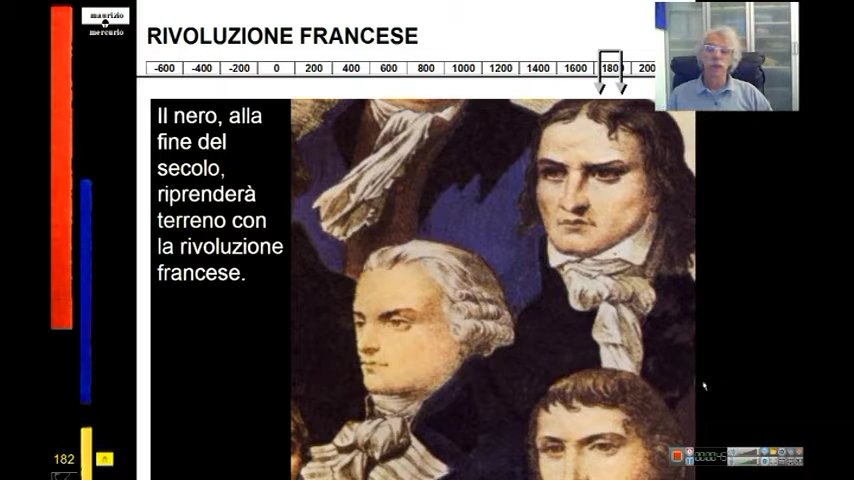 maurizio
mercurio
RIVOLUZIONE FRANCESE
-600 -400 -200 0 200 400 600 800 1000 1200 1400 1600 180 200
Il nero, alla
fine del
secolo,
riprenderà
terreno con
la rivoluzione
francese.
182